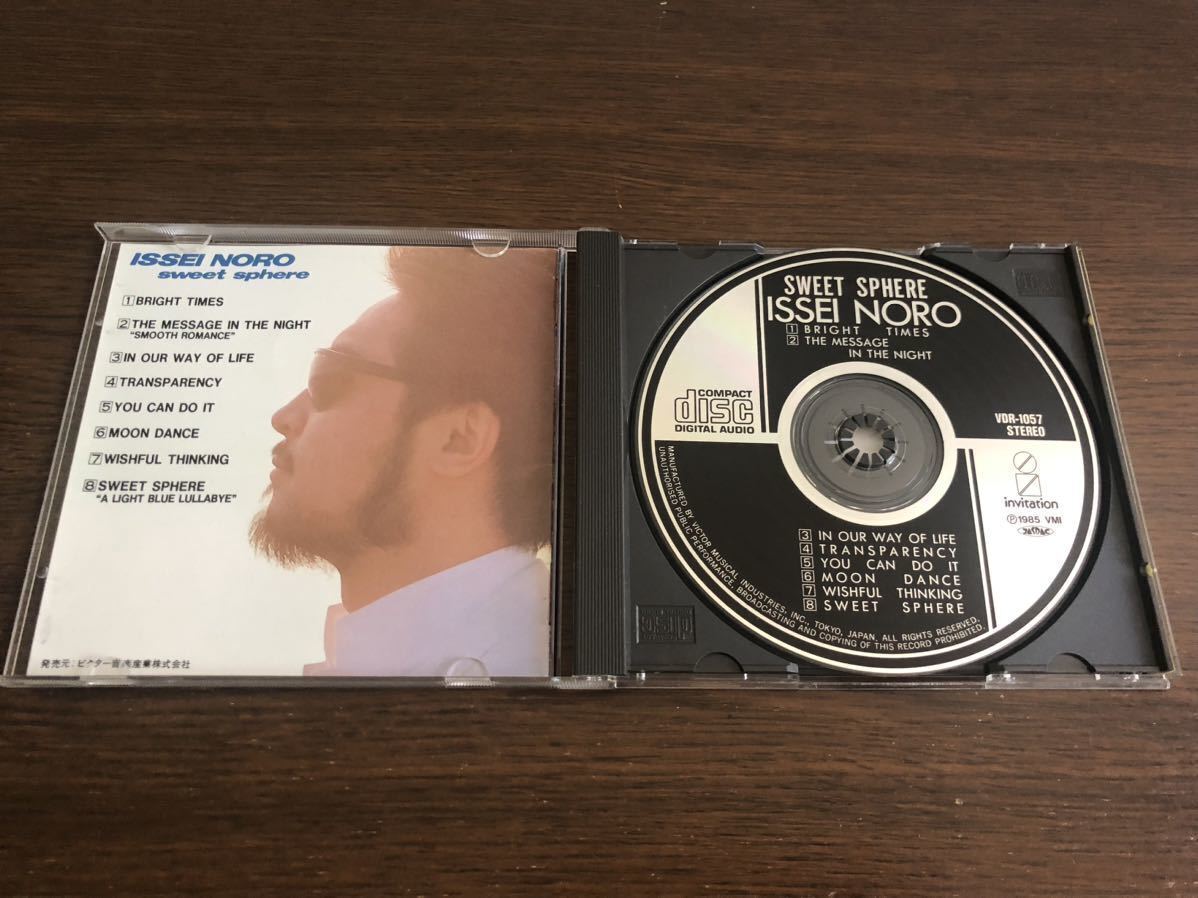 ISSEI NORO
sweet sphere
1 BRIGHT TIMES
2 THE MESSAGE IN THE NIGHT
"SMOOTH ROMANCE"
3 IN OUR WAY OF LIFE
4 TRANSPARENCY
5 YOU CAN DO IT
6 MOON DANCE
7 WISHFUL THINKING
8 SWEET SPHERE
"A LIGHT BLUE LULLABYE"
発売元:ビクター音楽産業株式会社
SWEET SPHERE
ISSEI NORO
1 BRIGHT TIMES
2 THE MESSAGE
IN THE NIGHT
COMPACT
disc
DIGITAL AUDIO
VDR-1057
STEREO
invitation
Ⓟ1985 VMI
JASRAC
3 IN OUR WAY OF LIFE
4 TRANSPARENCY
5 YOU CAN DO IT
6 MOON DANCE
7 WISHFUL THINKING
8 SWEET SPHERE
MANUFACTURED BY VICTOR MUSICAL INDUSTRIES, INC., TOKYO, JAPAN. ALL RIGHTS RESERVED.
UNAUTHORISED PUBLIC PERFORMANCE, BROADCASTING AND COPYING OF THIS RECORD PROHIBITED.